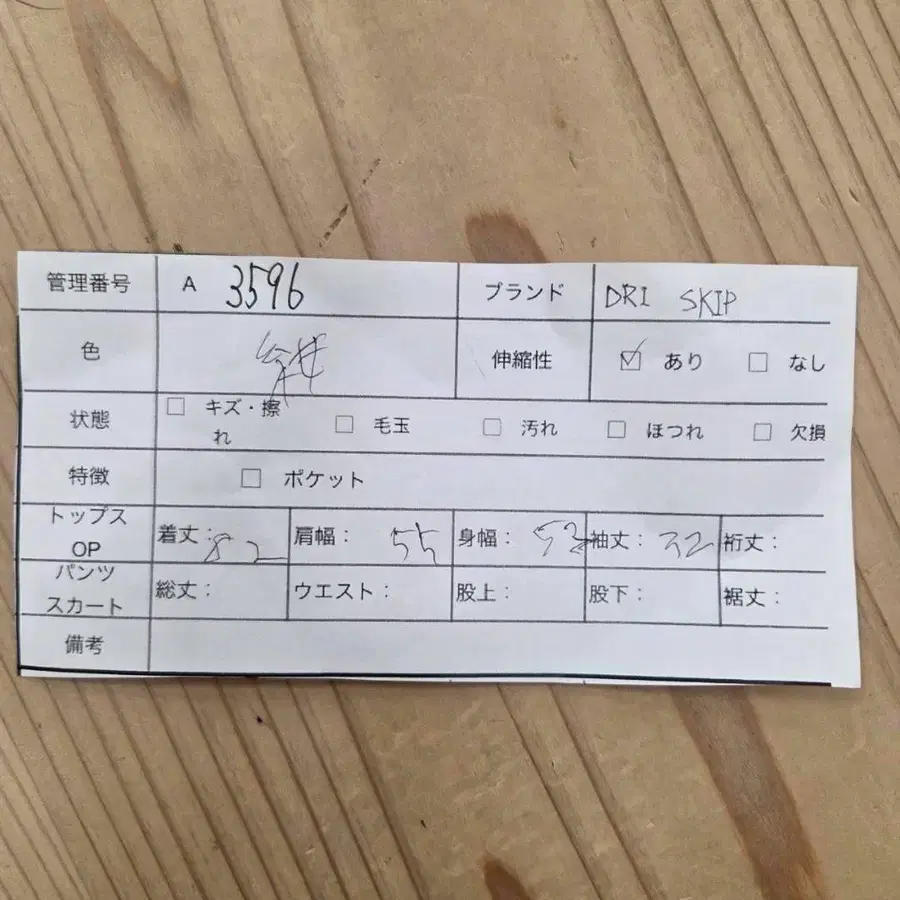 管理番号 A 3596 ブランド DRI SKIP
色 伸縮性 ☑ あり ☐ なし
状態 ☐ キズ・擦れ ☐ 毛玉 ☐ 汚れ ☐ ほつれ ☐ 欠損
特徴 ☐ ポケット
トップス OP 着丈: 82 肩幅: 55 身幅: 53 袖丈: 32 裄丈:
パンツ スカート 総丈: ウエスト: 股上: 股下: 裾丈:
備考